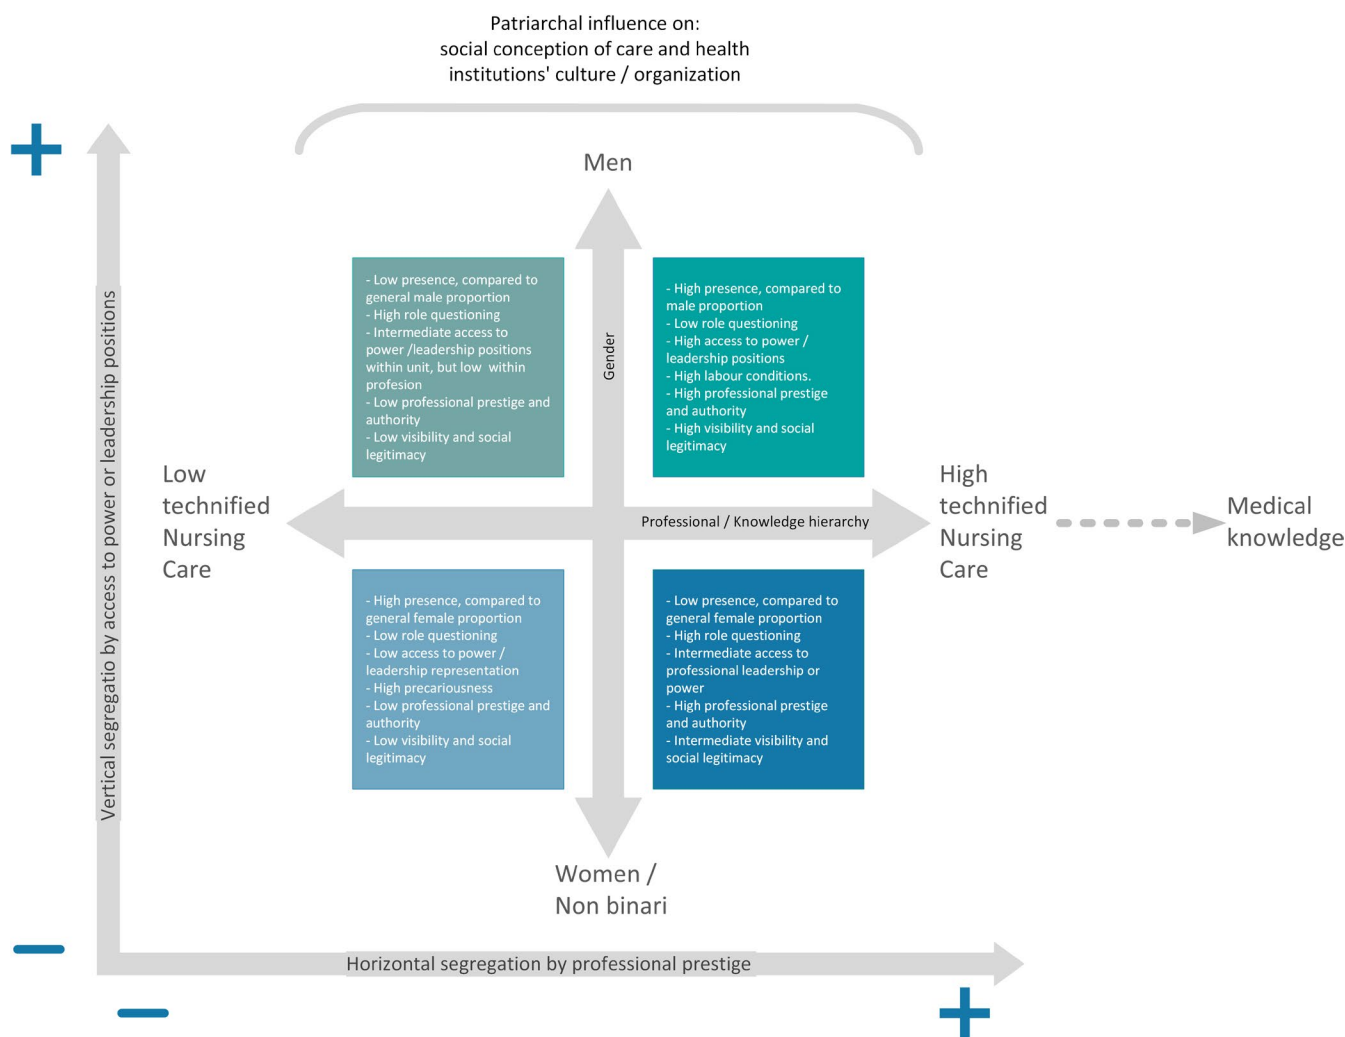 Patriarchal influence on:
social conception of care and health
institutions' culture / organization
+
Men
- Low presence, compared to
general male proportion
- High role questioning
- Intermediate access to
power /leadership positions
within unit, but low within
profesion
- Low professional prestige and
authority
- Low visibility and social
legitimacy
- High presence, compared to
male proportion
- Low role questioning
- High access to power /
leadership positions
- High labour conditions.
- High professional prestige
and authority
- High visibility and social
legitimacy
Gender
Vertical segregatio by access to power or leadership positions
Low
technified
Nursing
Care
Professional / Knowledge hierarchy
High
technified
Nursing
Care
Medical
knowledge
- High presence, compared to
general female proportion
- Low role questioning
- Low access to power /
leadership representation
- High precariousness
- Low professional prestige and
authority
- Low visibility and social
legitimacy
- Low presence, compared to
general female proportion
- High role questioning
- Intermediate access to
professional leadership or
power
- High professional prestige
and authority
- Intermediate visibility and
social legitimacy
Women /
Non binari
−
Horizontal segregation by professional prestige
−
+